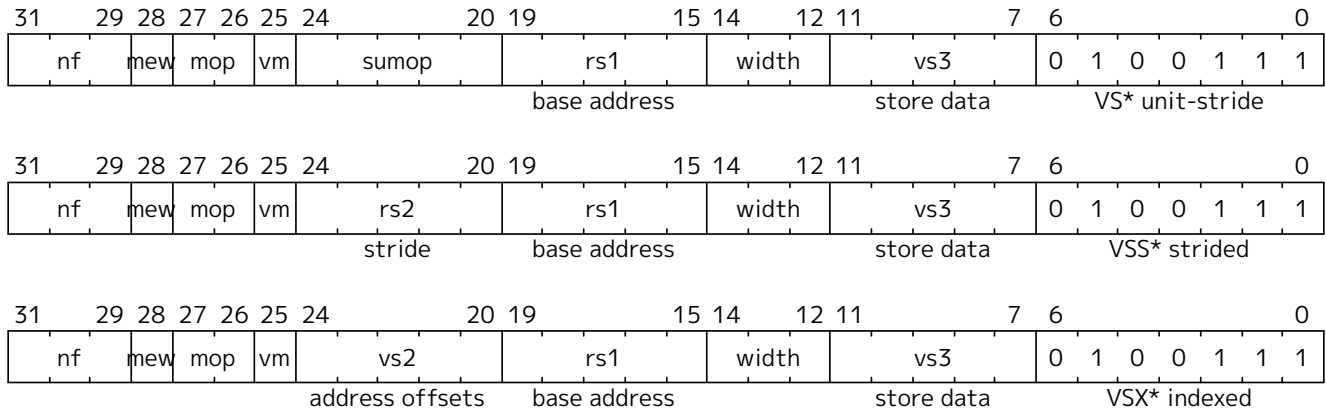 31 29 28 27 26 25 24 20 19 15 14 12 11 7 6 0
nf mew mop vm sumop rs1 width vs3 0 1 0 0 1 1 1
base address store data VS* unit-stride
31 29 28 27 26 25 24 20 19 15 14 12 11 7 6 0
nf mew mop vm rs2 rs1 width vs3 0 1 0 0 1 1 1
stride base address store data VSS* strided
31 29 28 27 26 25 24 20 19 15 14 12 11 7 6 0
nf mew mop vm vs2 rs1 width vs3 0 1 0 0 1 1 1
address offsets base address store data VSX* indexed